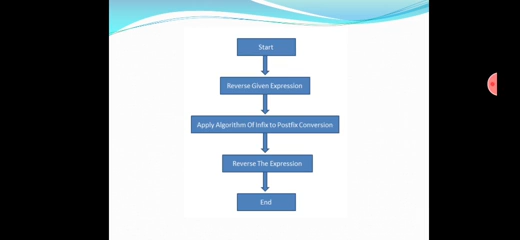 Start
Reverse Given Expression
Apply Algorithm Of Infix to Postfix Conversion
Reverse The Expression
End